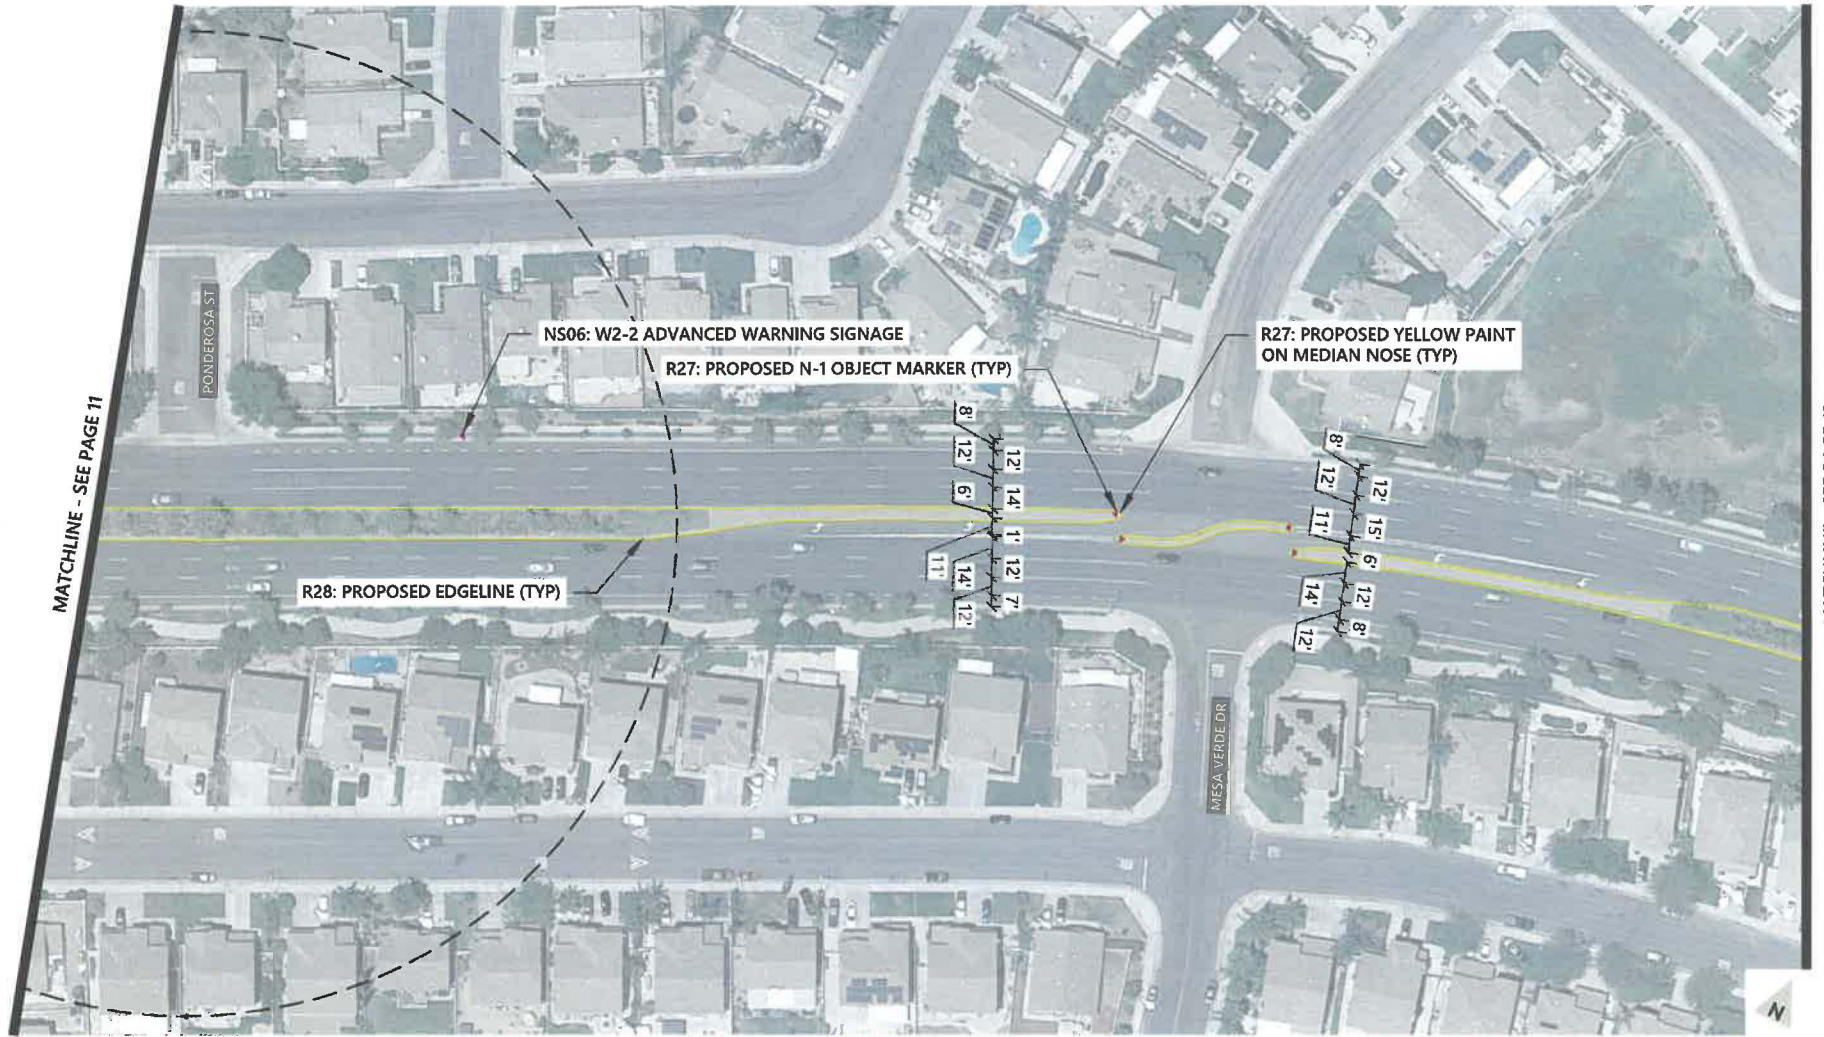 MATCHLINE - SEE PAGE 11
PONDEROSA ST
NS06: W2-2 ADVANCED WARNING SIGNAGE
R27: PROPOSED N-1 OBJECT MARKER (TYP)
R27: PROPOSED YELLOW PAINT
ON MEDIAN NOSE (TYP)
R28: PROPOSED EDGELINE (TYP)
8'
12'
12'
14'
6'
1'
11'
12'
14'
7'
12'
8'
12'
12'
15'
11'
6'
14'
12'
8'
12'
MESA VERDE DR
N